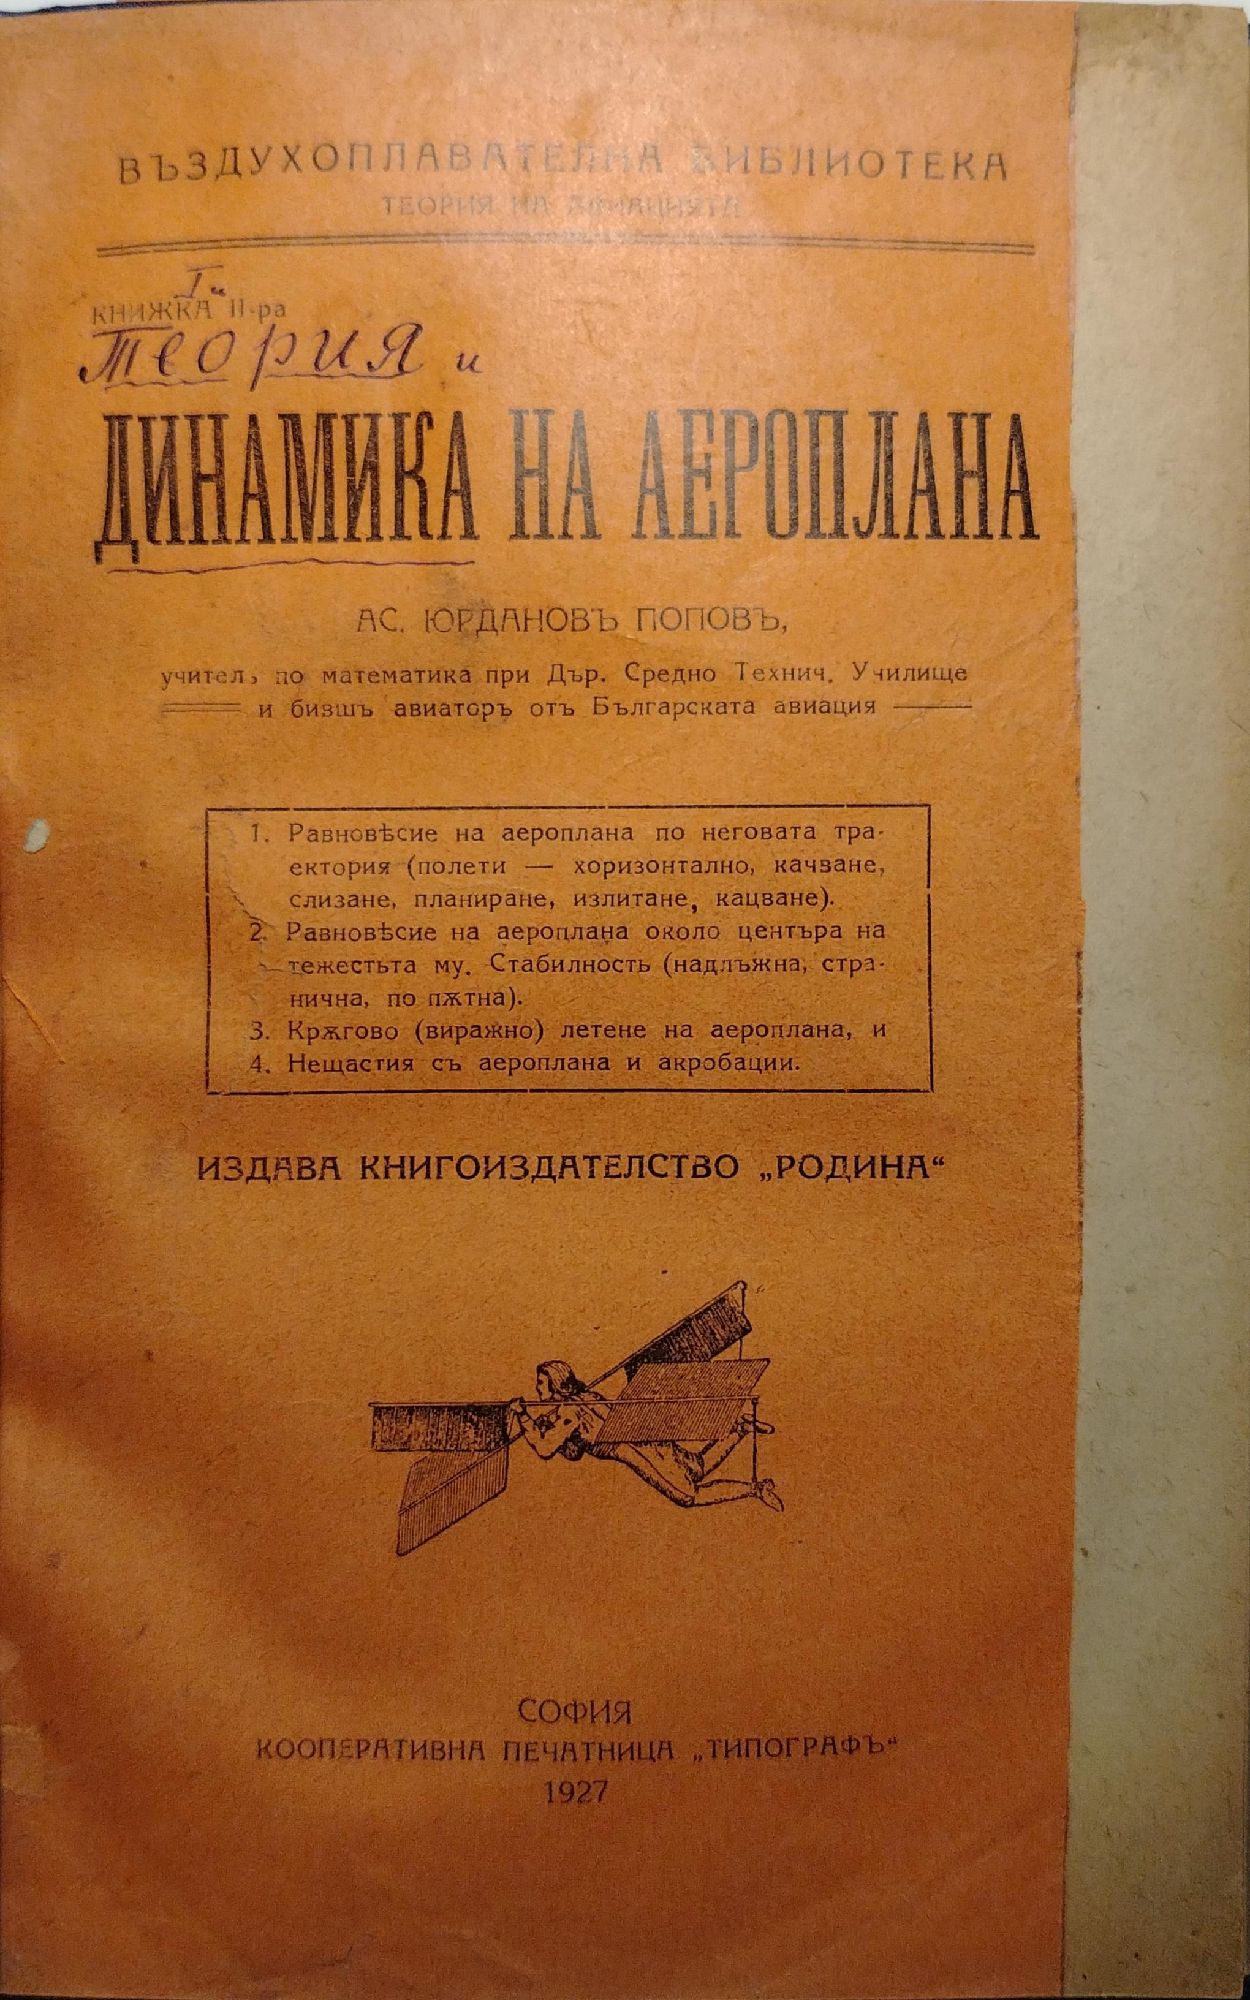 ВЪЗДУХОПЛАВАТЕЛНА БИБЛИОТЕКА
ТЕОРИЯ НА АВИАЦИЯТА
I и
КНИЖКА II-ра
Теория и
ДИНАМИКА НА АЕРОПЛАНА
АС. ЮРДАНОВЪ ПОПОВЪ,
учитель по математика при Дър. Средно Технич. Училище
и бившъ авиаторъ отъ Българската авиация
1. Равновѣсие на аероплана по неговата тра-
ектория (полети — хоризонтално, качване,
слизане, планиране, излитане, кацване).
2. Равновѣсие на аероплана около центъра на
тежестьта му. Стабилность (надлъжна, стра-
нична, по пѫтна).
3. Крѫгово (виражно) летене на аероплана, и
4. Нещастия съ аероплана и акробации.
ИЗДАВА КНИГОИЗДАТЕЛСТВО „РОДИНА“
СОФИЯ
КООПЕРАТИВНА ПЕЧАТНИЦА „ТИПОГРАФЪ“
1927